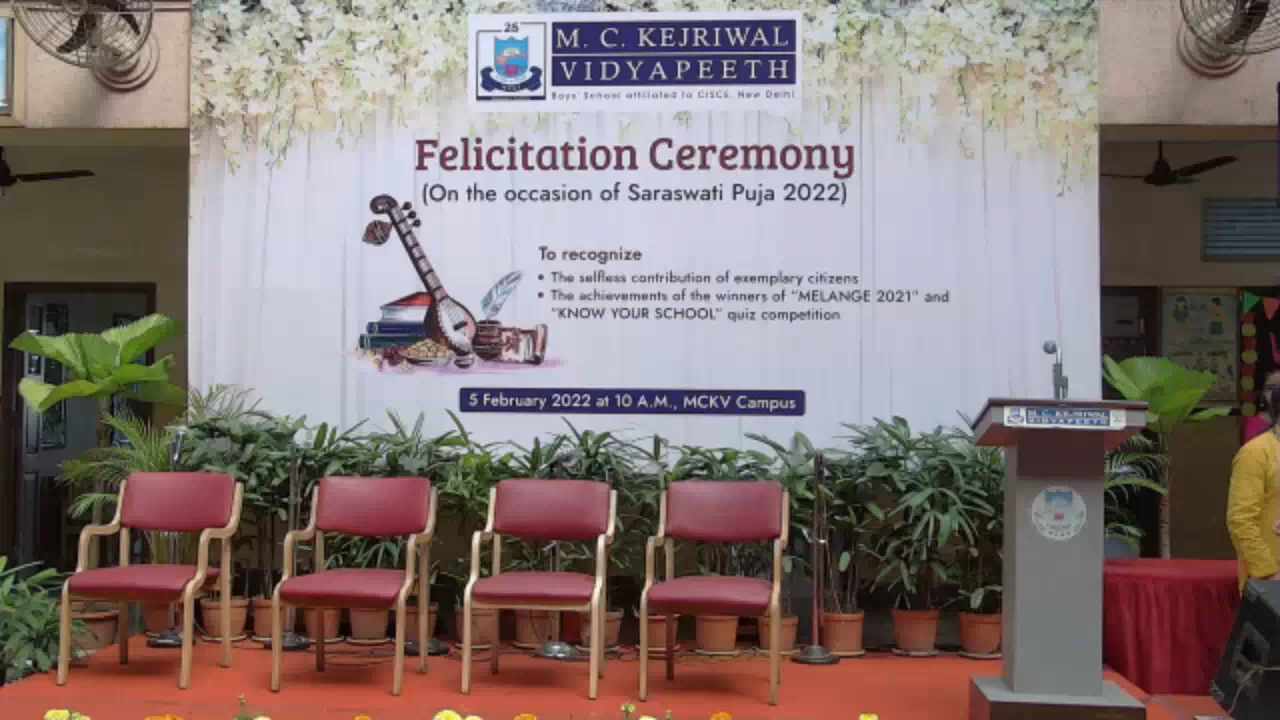 25
M. C. KEJRIWAL
VIDYAPEETH
Boys' School affiliated to CISCE, New Delhi
Felicitation Ceremony
(On the occasion of Saraswati Puja 2022)
To recognize
• The selfless contribution of exemplary citizens
• The achievements of the winners of "MELANGE 2021" and
"KNOW YOUR SCHOOL" quiz competition
5 February 2022 at 10 A.M., MCKV Campus
M. C. KEJRIWAL
VIDYAPEETH